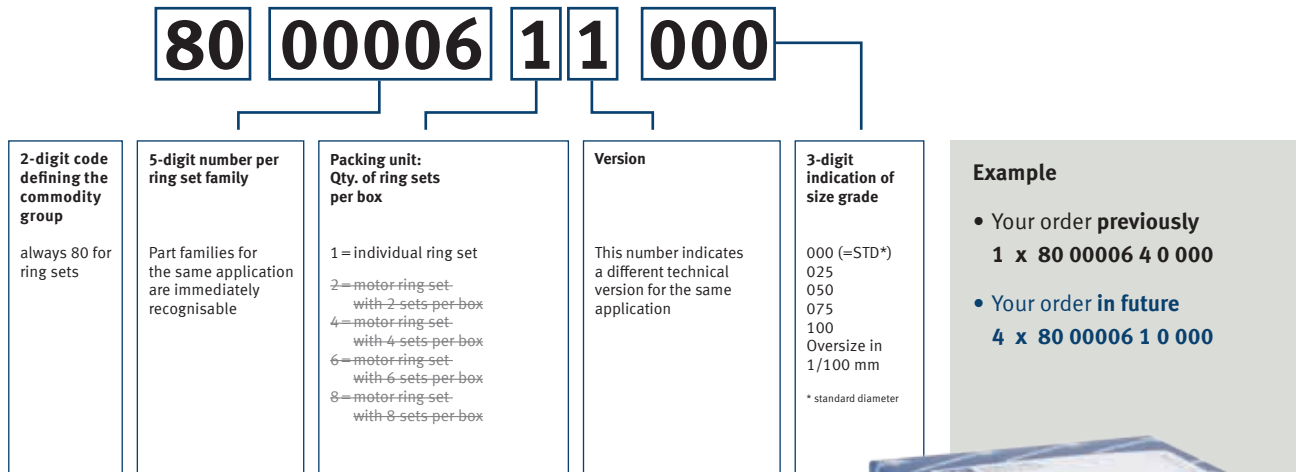 80 00006 1 1 000
2-digit code
defining the
commodity
group
always 80 for
ring sets
5-digit number per
ring set family
Part families for
the same application
are immediately
recognisable
Packing unit:
Qty. of ring sets
per box
1 = individual ring set
2 = motor ring set
with 2 sets per box
4 = motor ring set
with 4 sets per box
6 = motor ring set
with 6 sets per box
8 = motor ring set
with 8 sets per box
Version
This number indicates
a different technical
version for the same
application
3-digit
indication of
size grade
000 (=STD*)
025
050
075
100
Oversize in
1/100 mm
* standard diameter
Example
• Your order previously
1 x 80 00006 4 0 000
• Your order in future
4 x 80 00006 1 0 000